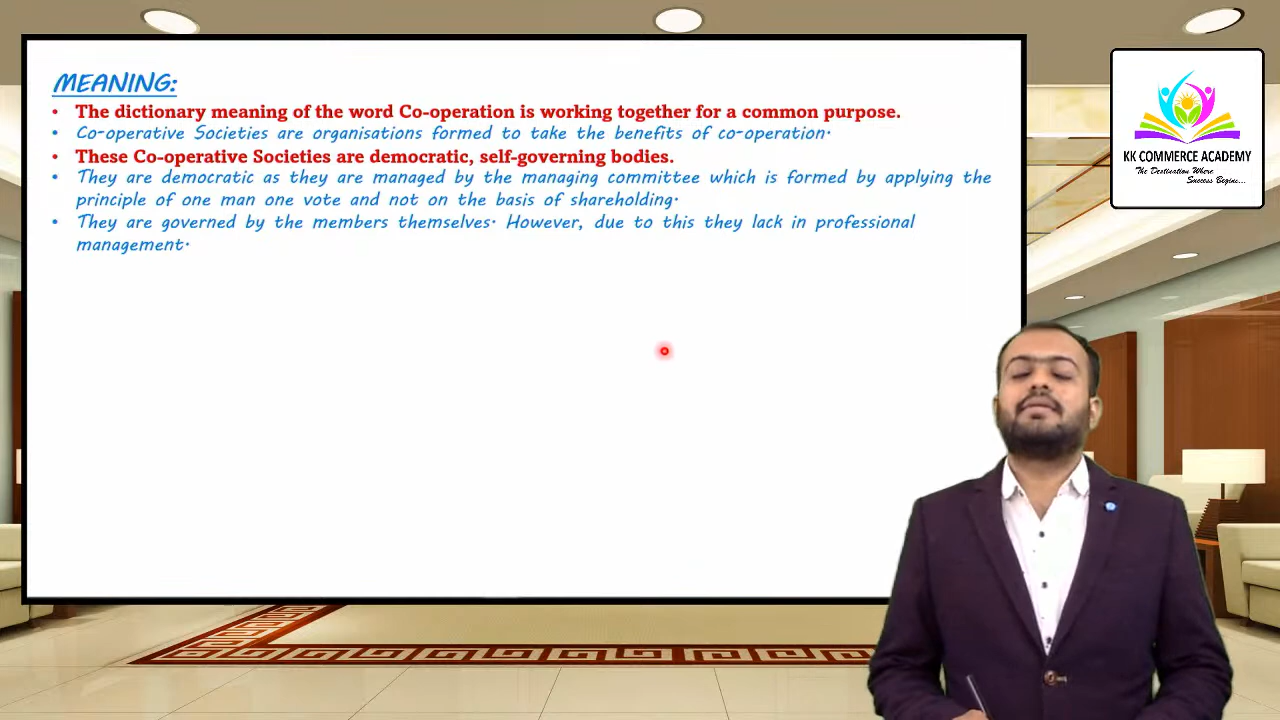 MEANING:
• The dictionary meaning of the word Co-operation is working together for a common purpose.
• Co-operative Societies are organisations formed to take the benefits of co-operation.
• These Co-operative Societies are democratic, self-governing bodies.
• They are democratic as they are managed by the managing committee which is formed by applying the
principle of one man one vote and not on the basis of shareholding.
• They are governed by the members themselves. However, due to this they lack in professional
management.
KK COMMERCE ACADEMY
The Destination Where
Success Begins...